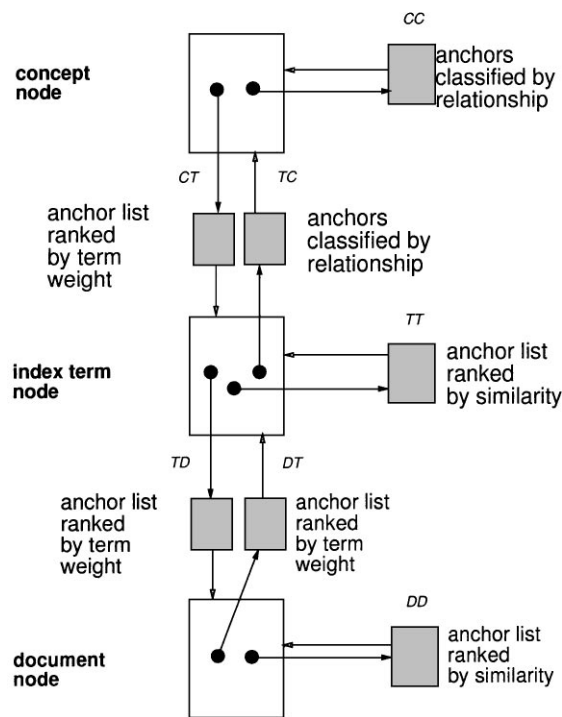 CC
concept
node
anchors
classified by
relationship
CT
TC
anchor list
ranked
by term
weight
anchors
classified by
relationship
TT
index term
node
anchor list
ranked
by similarity
TD
DT
anchor list
ranked
by term
weight
anchor list
ranked
by term
weight
DD
document
node
anchor list
ranked
by similarity